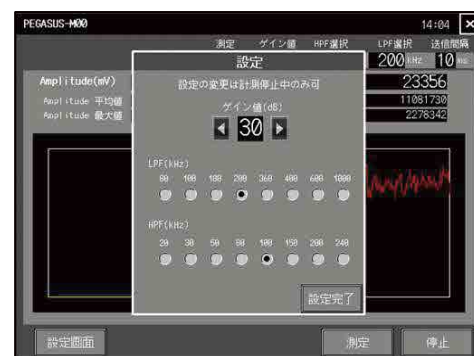 PEGASUS-M00 14:04 ×
測定 ゲイン値 HPF選択 LPF選択 送信間隔
200 kHz 10 ms
Amplitude(mV) 23356
Amplitude 平均値 11081730
Amplitude 最大値 2276342
設定
設定の変更は計測停止中のみ可
ゲイン値(dB)
30
LPF(kHz)
100 200 360 400 600 1000
HPF(kHz)
20 30 50 80 100 150 200 240
設定完了
設定画面 測定 停止